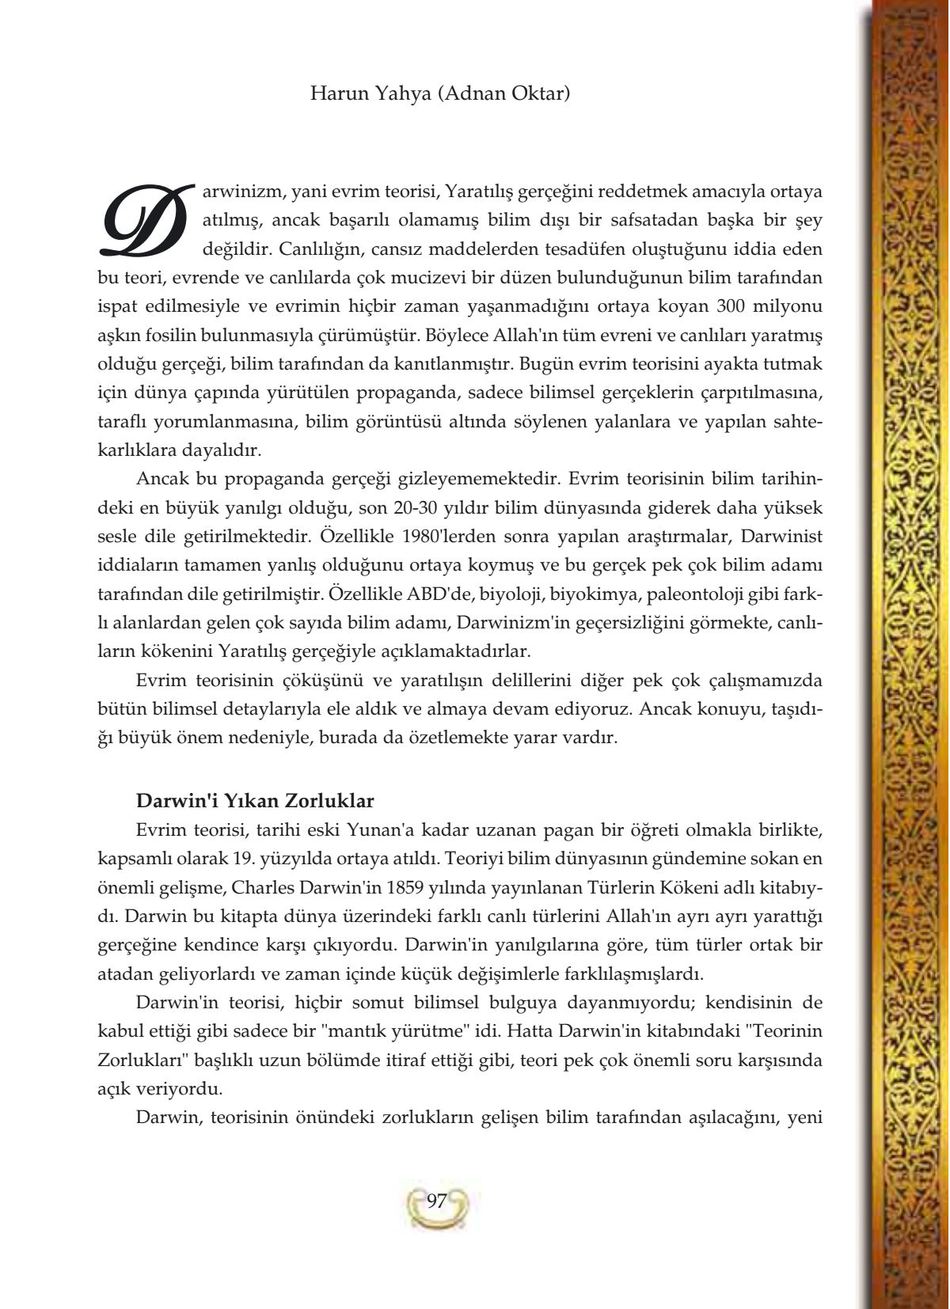 Harun Yahya (Adnan Oktar)
Darwinizm, yani evrim teorisi, Yaratılış gerçeğini reddetmek amacıyla ortaya
atılmış, ancak başarılı olamamış bilim dışı bir safsatadan başka bir şey
değildir. Canlılığın, cansız maddelerden tesadüfen oluştuğunu iddia eden
bu teori, evrende ve canlılarda çok mucizevi bir düzen bulunduğunun bilim tarafından
ispat edilmesiyle ve evrimin hiçbir zaman yaşanmadığını ortaya koyan 300 milyonu
aşkın fosilin bulunmasıyla çürümüştür. Böylece Allah'ın tüm evreni ve canlıları yaratmış
olduğu gerçeği, bilim tarafından da kanıtlanmıştır. Bugün evrim teorisini ayakta tutmak
için dünya çapında yürütülen propaganda, sadece bilimsel gerçeklerin çarpıtılmasına,
taraflı yorumlanmasına, bilim görüntüsü altında söylenen yalanlara ve yapılan sahte-
karlıklara dayalıdır.
Ancak bu propaganda gerçeği gizleyememektedir. Evrim teorisinin bilim tarihin-
deki en büyük yanılgı olduğu, son 20-30 yıldır bilim dünyasında giderek daha yüksek
sesle dile getirilmektedir. Özellikle 1980'lerden sonra yapılan araştırmalar, Darwinist
iddiaların tamamen yanlış olduğunu ortaya koymuş ve bu gerçek pek çok bilim adamı
tarafından dile getirilmiştir. Özellikle ABD'de, biyoloji, biyokimya, paleontoloji gibi fark-
lı alanlardan gelen çok sayıda bilim adamı, Darwinizm'in geçersizliğini görmekte, canlı-
ların kökenini Yaratılış gerçeğiyle açıklamaktadırlar.
Evrim teorisinin çöküşünü ve yaratılışın delillerini diğer pek çok çalışmamızda
bütün bilimsel detaylarıyla ele aldık ve almaya devam ediyoruz. Ancak konuyu, taşıdı-
ğı büyük önem nedeniyle, burada da özetlemekte yarar vardır.
Darwin'i Yıkan Zorluklar
Evrim teorisi, tarihi eski Yunan'a kadar uzanan pagan bir öğreti olmakla birlikte,
kapsamlı olarak 19. yüzyılda ortaya atıldı. Teoriyi bilim dünyasının gündemine sokan en
önemli gelişme, Charles Darwin'in 1859 yılında yayınlanan Türlerin Kökeni adlı kitabıy-
dı. Darwin bu kitapta dünya üzerindeki farklı canlı türlerini Allah'ın ayrı ayrı yarattığı
gerçeğine kendince karşı çıkıyordu. Darwin'in yanılgılarına göre, tüm türler ortak bir
atadan geliyorlardı ve zaman içinde küçük değişimlerle farklılaşmışlardı.
Darwin'in teorisi, hiçbir somut bilimsel bulguya dayanmıyordu; kendisinin de
kabul ettiği gibi sadece bir "mantık yürütme" idi. Hatta Darwin'in kitabındaki "Teorinin
Zorlukları" başlıklı uzun bölümde itiraf ettiği gibi, teori pek çok önemli soru karşısında
açık veriyordu.
Darwin, teorisinin önündeki zorlukların gelişen bilim tarafından aşılacağını, yeni
97